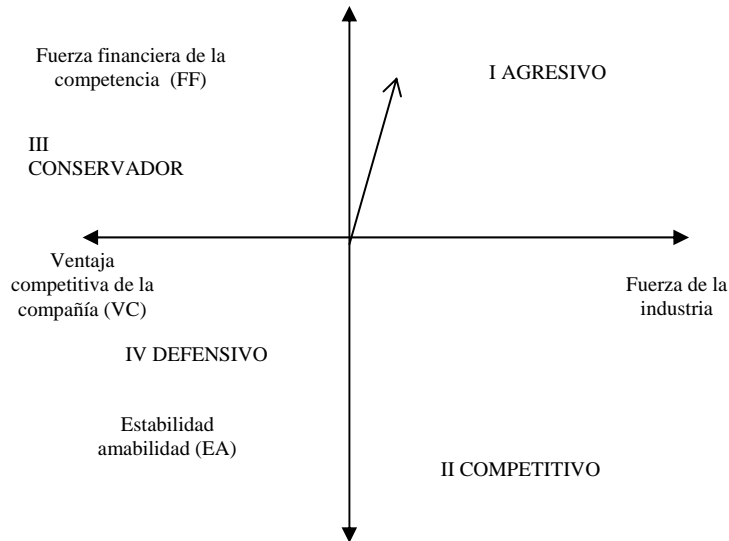 Fuerza financiera de la
competencia  (FF)
I AGRESIVO
III
CONSERVADOR
Ventaja
competitiva de la
compañía (VC)
Fuerza de la
industria
IV DEFENSIVO
Estabilidad
amabilidad (EA)
II COMPETITIVO